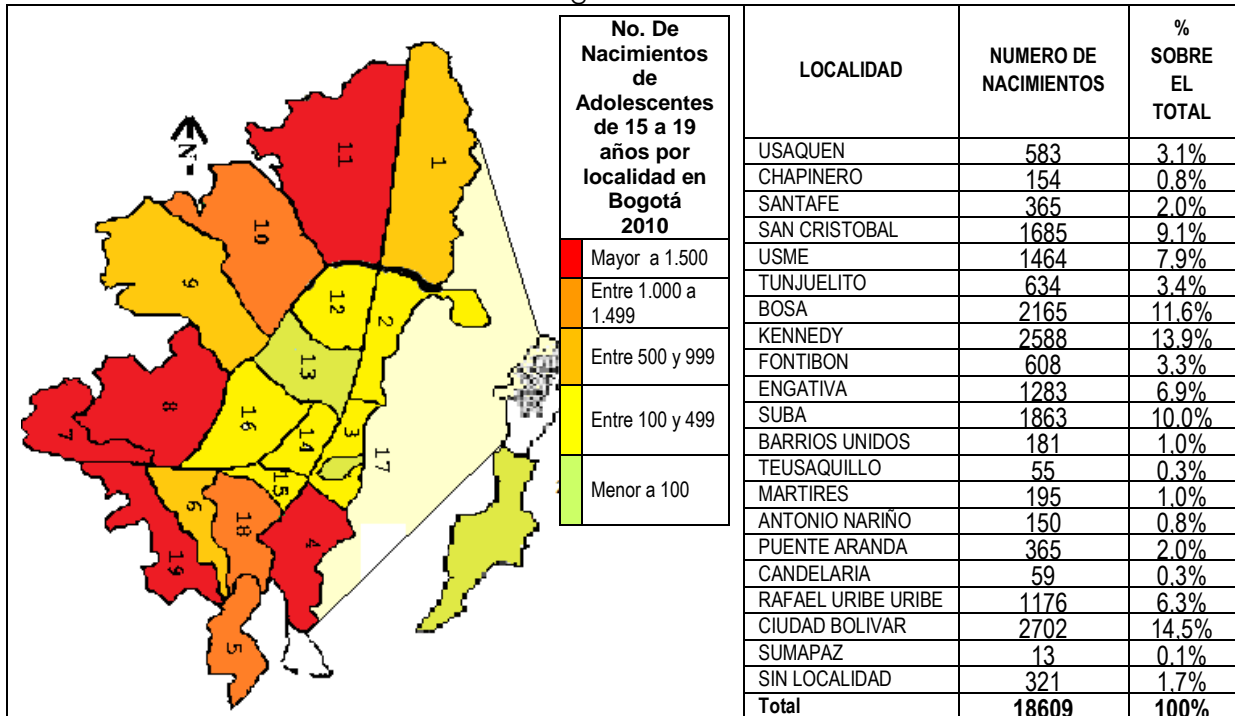 No. De
Nacimientos
de
Adolescentes
de 15 a 19
años por
localidad en
Bogotá
2010
Mayor a 1.500
Entre 1.000 a
1.499
Entre 500 y 999
Entre 100 y 499
Menor a 100
N
11
1
10
9
12
2
13
8
16
14
3
17
7
15
6
18
4
19
5
LOCALIDAD
NUMERO DE
NACIMIENTOS
%
SOBRE
EL
TOTAL
USAQUEN 583 3.1%
CHAPINERO 154 0,8%
SANTAFE 365 2.0%
SAN CRISTOBAL 1685 9.1%
USME 1464 7,9%
TUNJUELITO 634 3.4%
BOSA 2165 11,6%
KENNEDY 2588 13.9%
FONTIBON 608 3.3%
ENGATIVA 1283 6.9%
SUBA 1863 10.0%
BARRIOS UNIDOS 181 1,0%
TEUSAQUILLO 55 0.3%
MARTIRES 195 1.0%
ANTONIO NARIÑO 150 0.8%
PUENTE ARANDA 365 2.0%
CANDELARIA 59 0.3%
RAFAEL URIBE URIBE 1176 6.3%
CIUDAD BOLIVAR 2702 14,5%
SUMAPAZ 13 0.1%
SIN LOCALIDAD 321 1,7%
Total 18609 100%